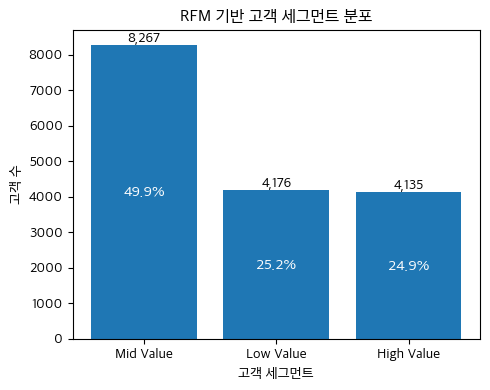 RFM 기반 고객 세그먼트 분포
고객 수
8000
7000
6000
5000
4000
3000
2000
1000
0
8,267
4,176
4,135
49.9%
25.2%
24.9%
Mid Value
Low Value
High Value
고객 세그먼트